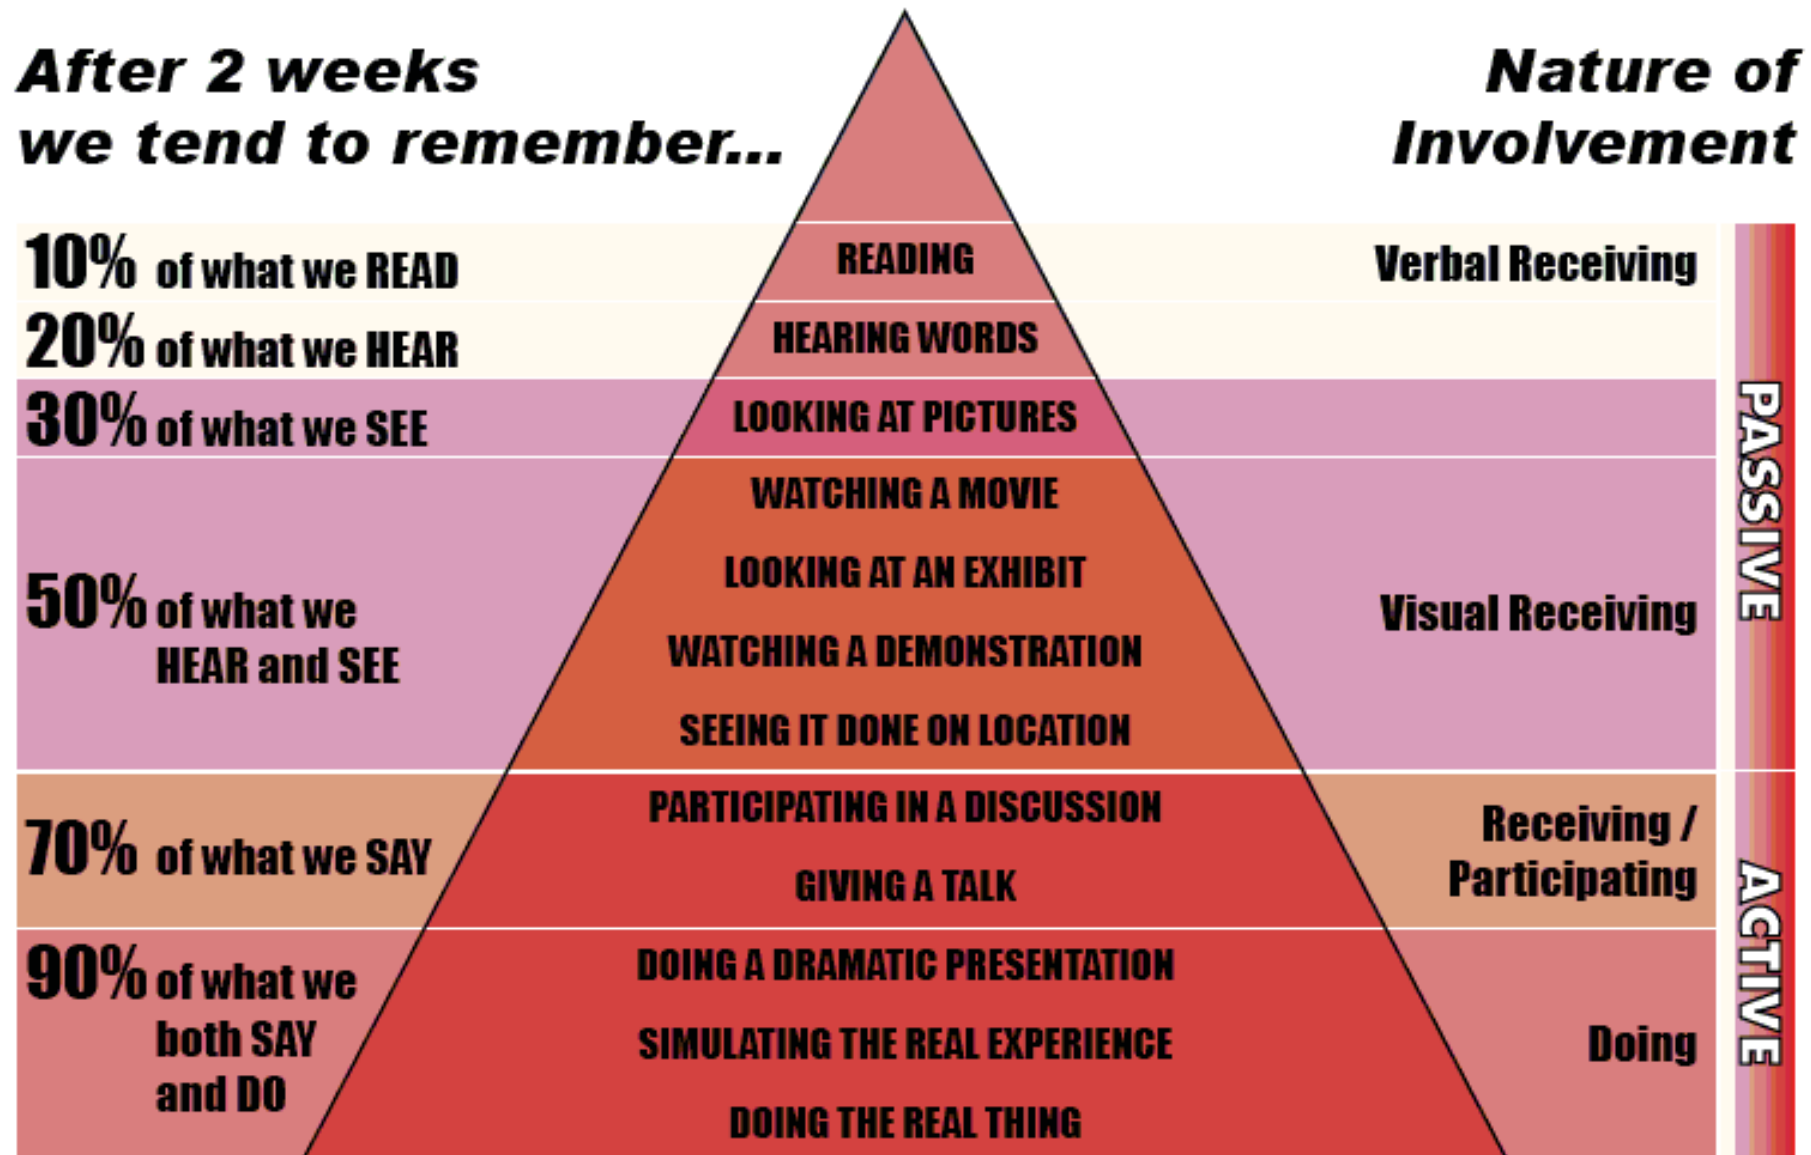 After 2 weeks
we tend to remember...
Nature of
Involvement
10% of what we READ
READING
Verbal Receiving
20% of what we HEAR
HEARING WORDS
30% of what we SEE
LOOKING AT PICTURES
50% of what we
HEAR and SEE
WATCHING A MOVIE
LOOKING AT AN EXHIBIT
WATCHING A DEMONSTRATION
SEEING IT DONE ON LOCATION
Visual Receiving
PASSIVE
70% of what we SAY
PARTICIPATING IN A DISCUSSION
GIVING A TALK
Receiving /
Participating
90% of what we
both SAY
and DO
DOING A DRAMATIC PRESENTATION
SIMULATING THE REAL EXPERIENCE
DOING THE REAL THING
Doing
ACTIVE